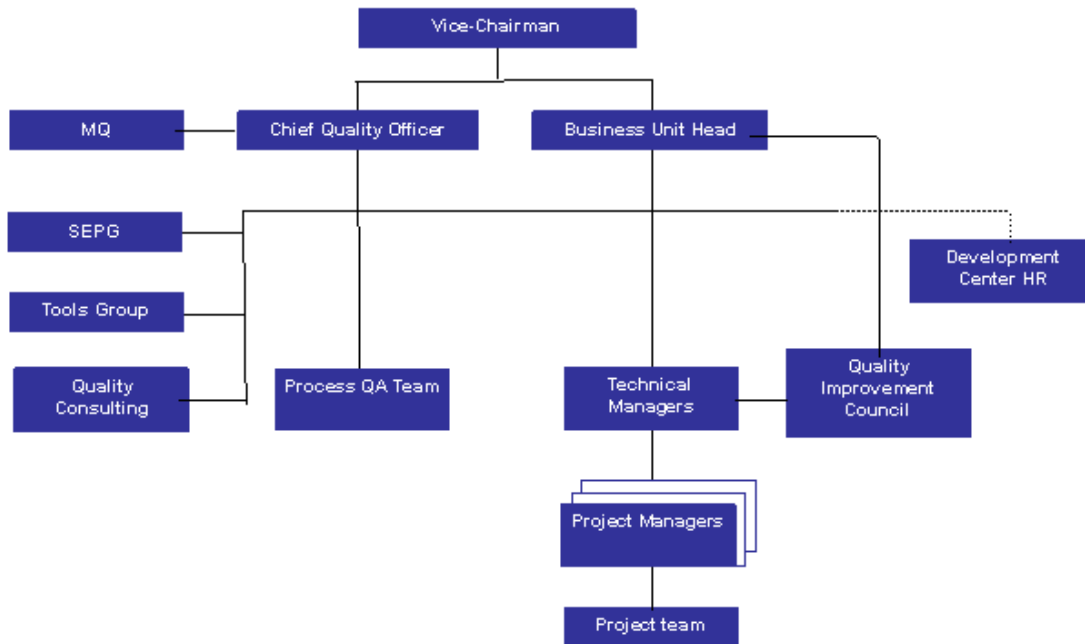 Vice-Chairman
MQ
Chief Quality Officer
Business Unit Head
SEPG
Development
Center HR
Tools Group
Quality
Consulting
Process QA Team
Technical
Managers
Quality
Improvement
Council
Project Managers
Project team